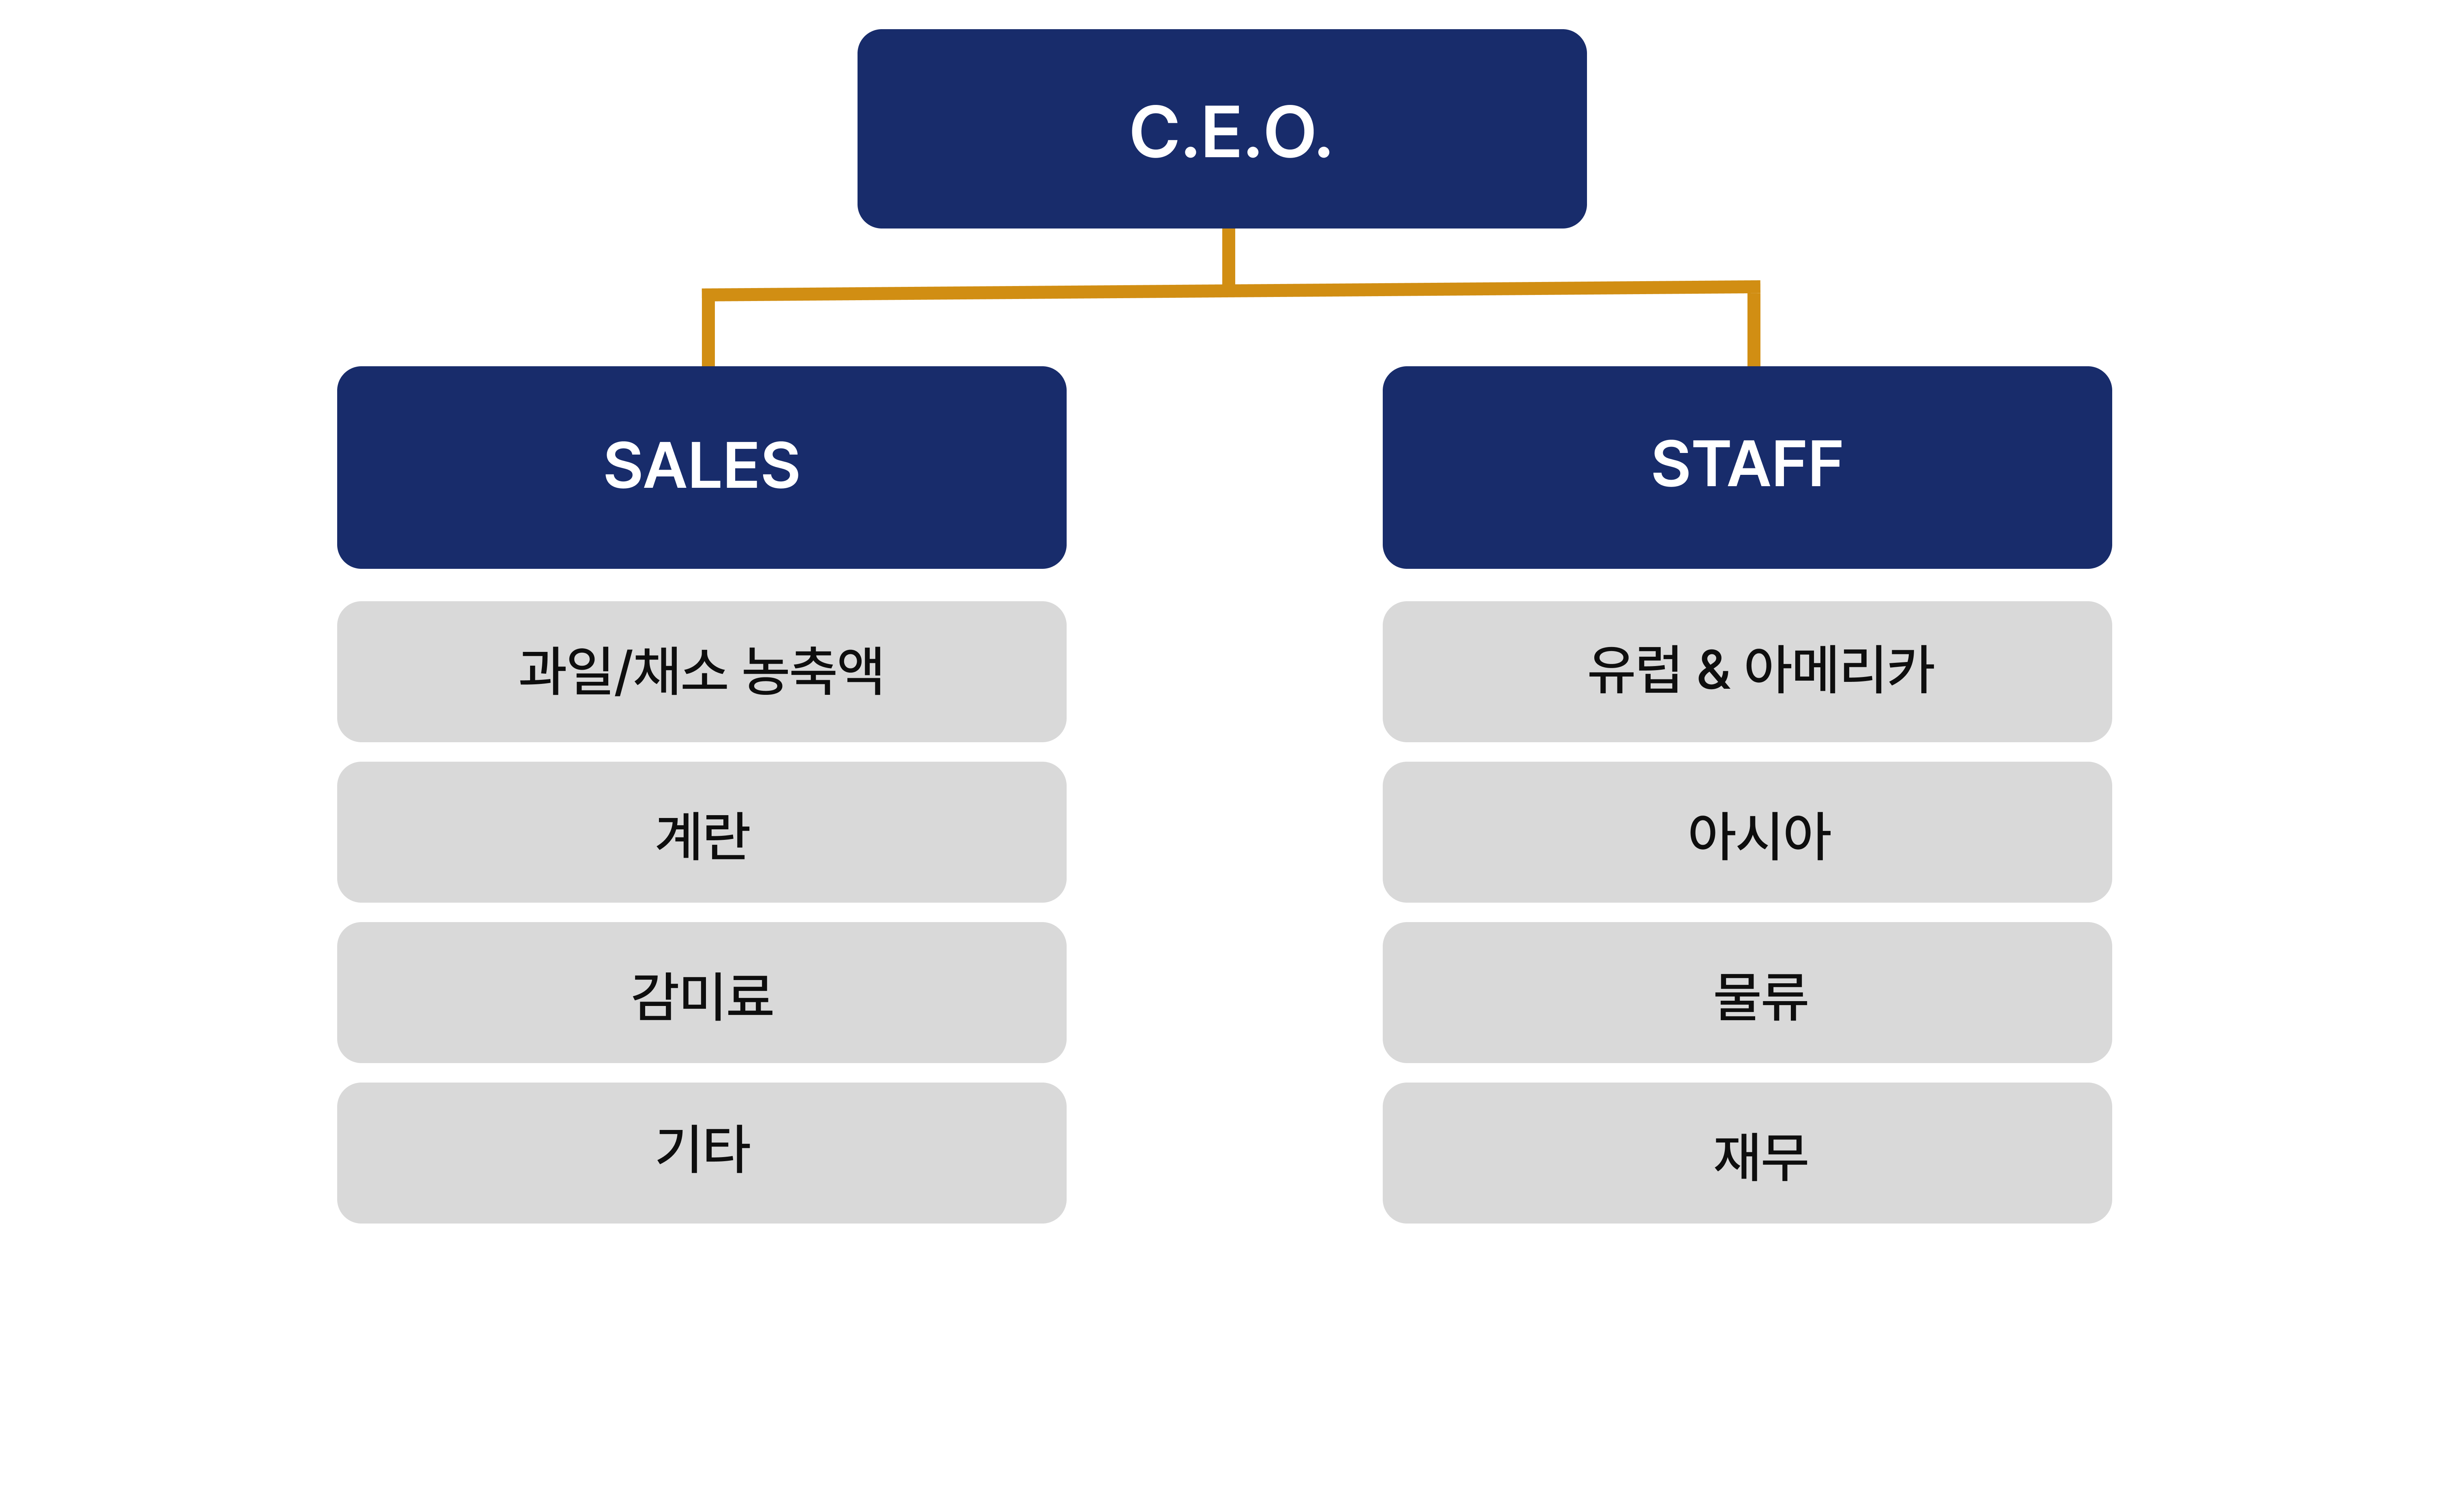 C.E.O.
SALES
STAFF
과일/채소 농축액
유럽 & 아메리카
계란
아시아
감미료
물류
기타
재무